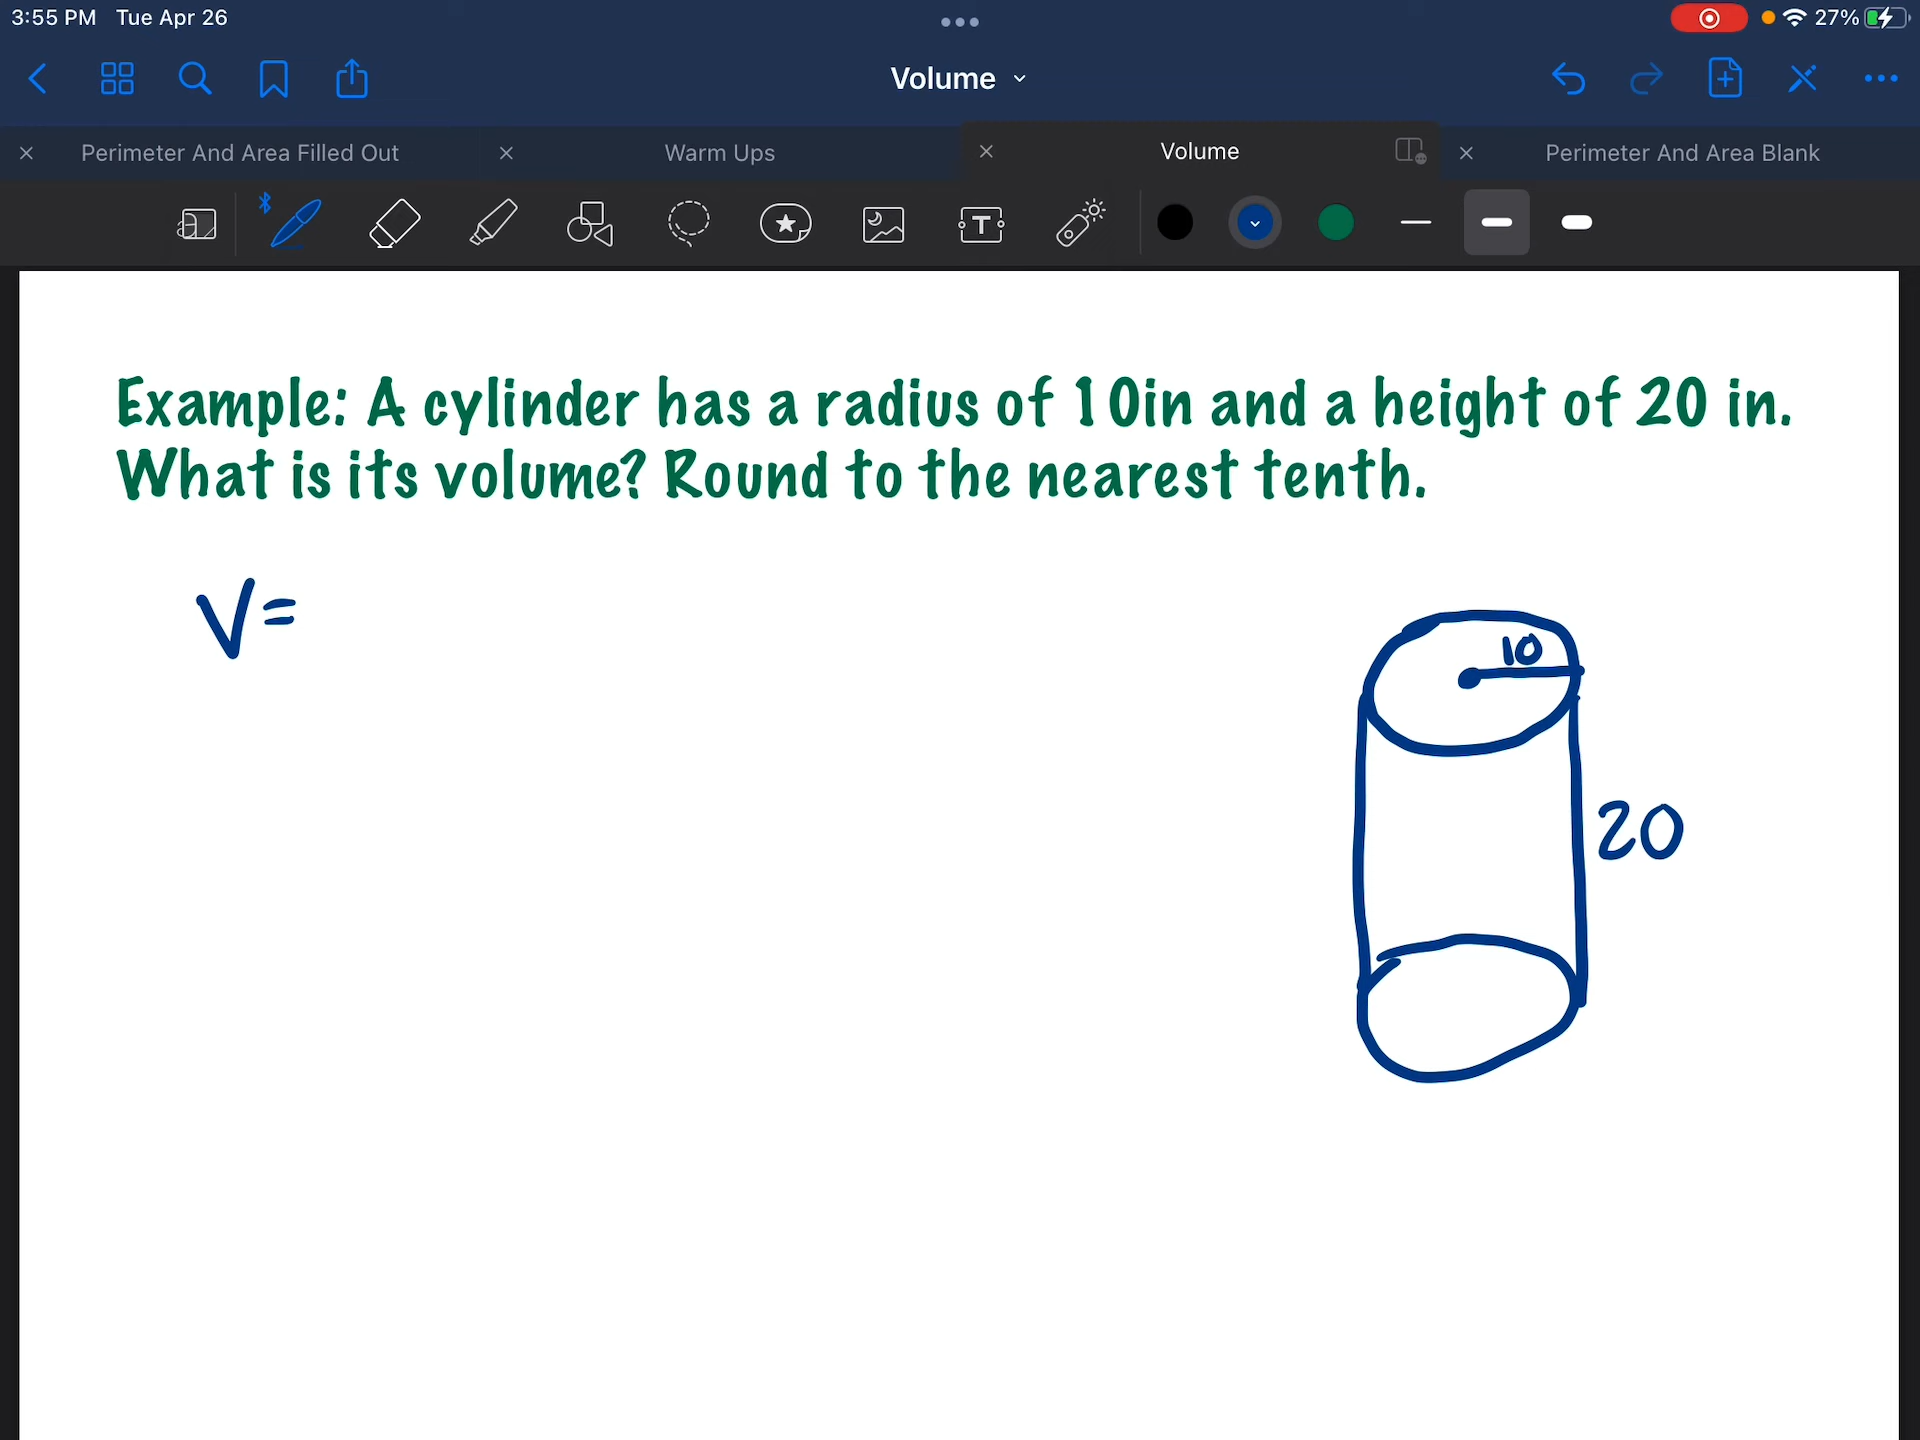 3:55 PM Tue Apr 26
27%
Volume
Perimeter And Area Filled Out
Warm Ups
Volume
Perimeter And Area Blank
T
Example: A cylinder has a radius of 10in and a height of 20 in.
What is its volume? Round to the nearest tenth.
V=
10
20